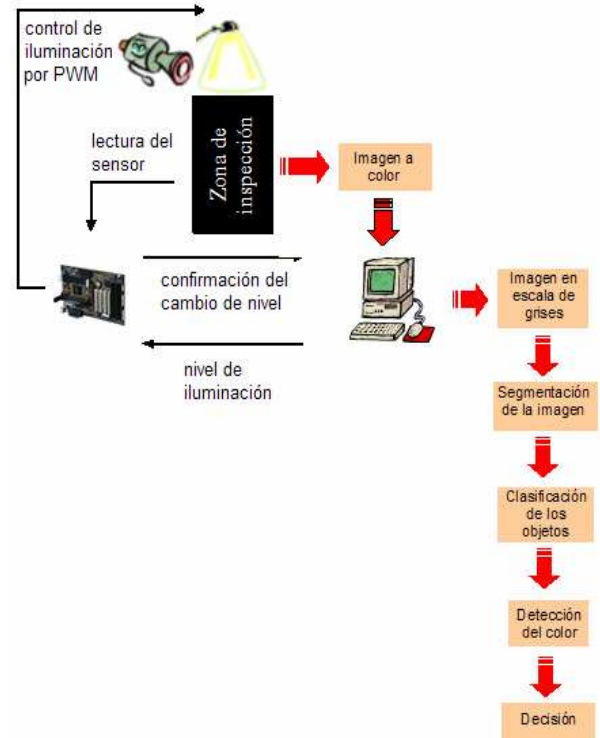 control de
iluminación
por PWM
lectura del
sensor
Zona de
inspección
Imagen a
color
confirmación del
cambio de nivel
nivel de
iluminación
Imagen en
escala de
grises
Segmentación
de la imagen
Clasificación
de los
objetos
Detección
del color
Decisión